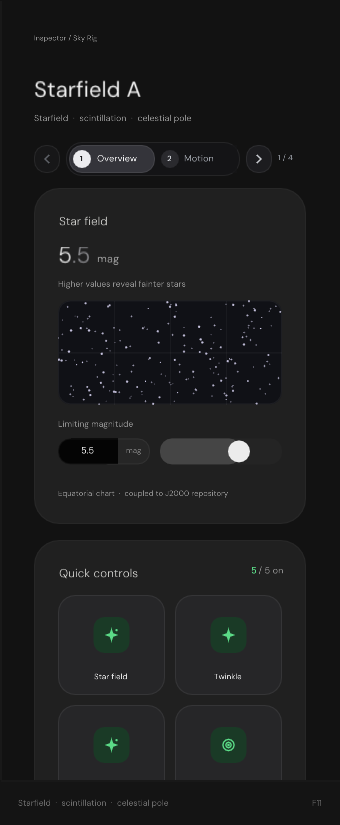 Inspector / Sky Rig
Starfield A
Starfield · scintillation · celestial pole
1 Overview 2 Motion 1 / 4
Star field
5.5 mag
Higher values reveal fainter stars
Limiting magnitude
5.5 mag
Equatorial chart · coupled to J2000 repository
Quick controls 5 / 5 on
Star field Twinkle
Starfield · scintillation · celestial pole F11